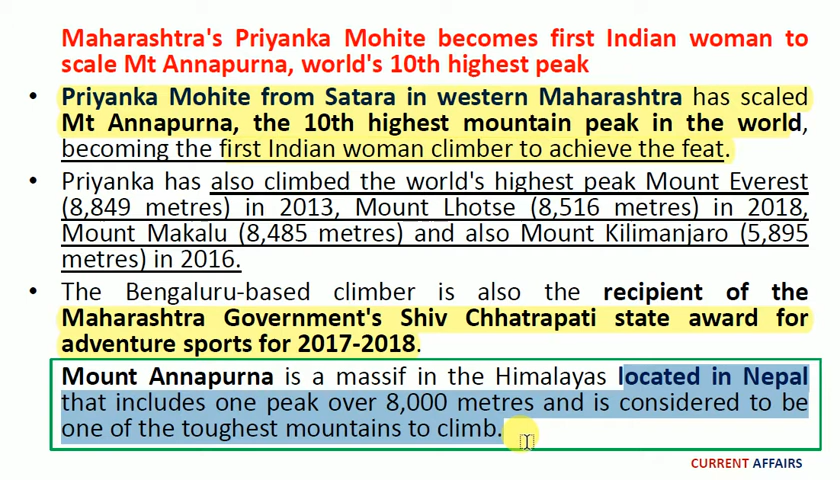 Maharashtra's Priyanka Mohite becomes first Indian woman to
scale Mt Annapurna, world's 10th highest peak
• Priyanka Mohite from Satara in western Maharashtra has scaled
Mt Annapurna, the 10th highest mountain peak in the world,
becoming the first Indian woman climber to achieve the feat.
• Priyanka has also climbed the world's highest peak Mount Everest
(8,849 metres) in 2013, Mount Lhotse (8,516 metres) in 2018,
Mount Makalu (8,485 metres) and also Mount Kilimanjaro (5,895
metres) in 2016.
• The Bengaluru-based climber is also the recipient of the
Maharashtra Government's Shiv Chhatrapati state award for
adventure sports for 2017-2018.
Mount Annapurna is a massif in the Himalayas located in Nepal
that includes one peak over 8,000 metres and is considered to be
one of the toughest mountains to climb.
CURRENT AFFAIRS